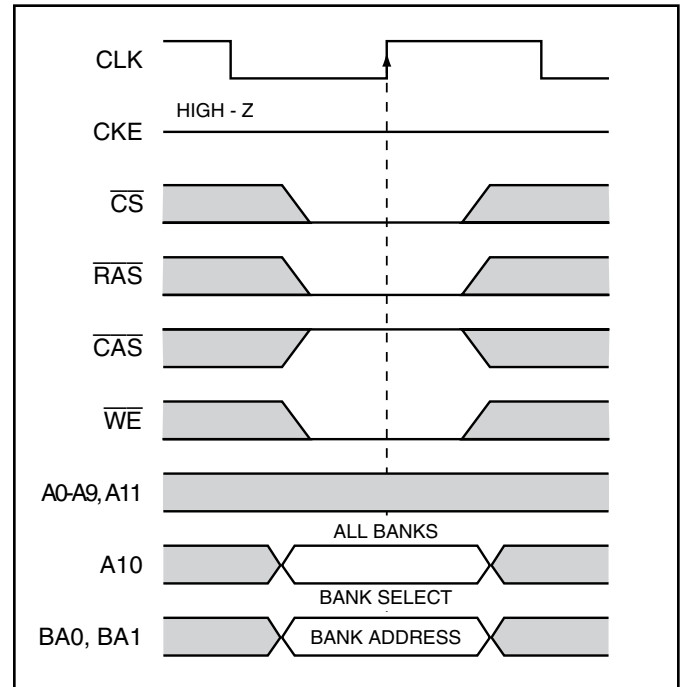 CLK
HIGH - Z
CKE
CS
RAS
CAS
WE
A0-A9, A11
ALL BANKS
A10
BANK SELECT
BA0, BA1
BANK ADDRESS